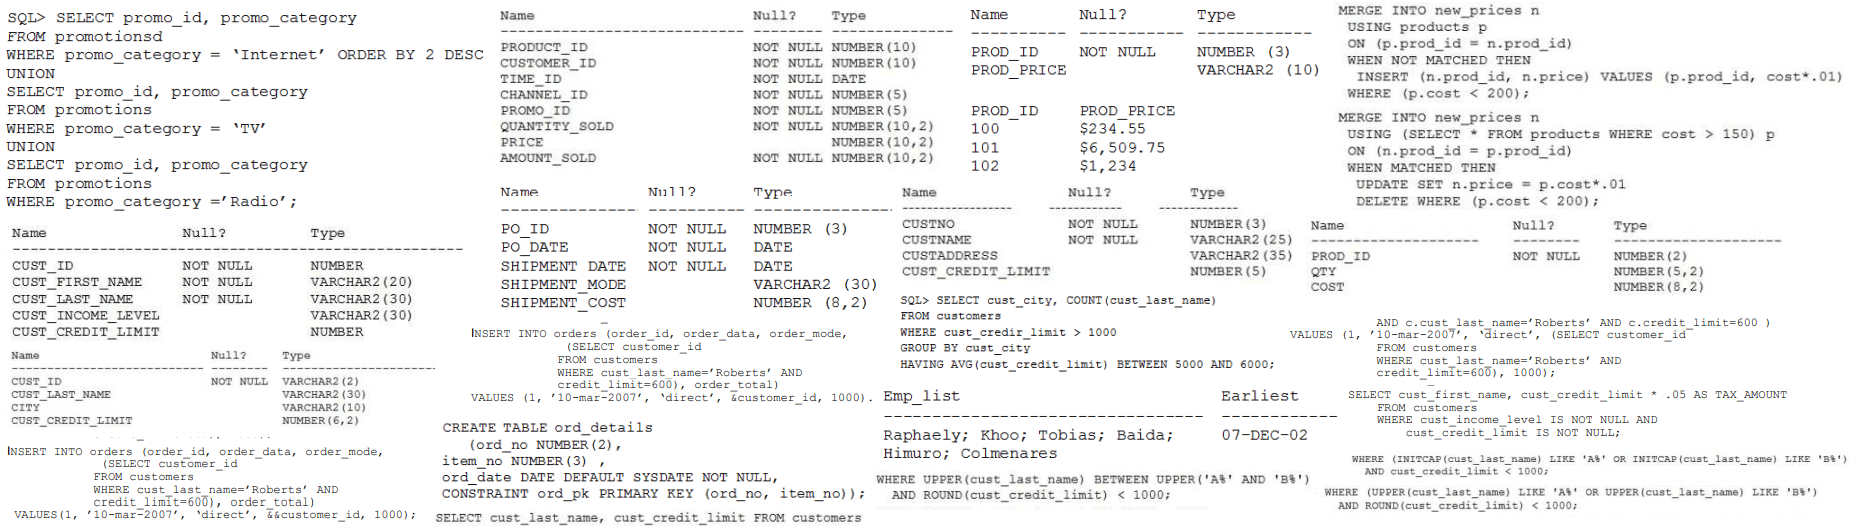 SQL> SELECT promo_id, promo_category
FROM promotionsd
WHERE promo_category = ‘Internet’ ORDER BY 2 DESC
UNION
SELECT promo_id, promo_category
FROM promotions
WHERE promo_category = ‘TV’
UNION
SELECT promo_id, promo_category
FROM promotions
WHERE promo_category =’Radio’;
Name Null? Type
CUST_ID NOT NULL NUMBER
CUST_FIRST_NAME NOT NULL VARCHAR2(20)
CUST_LAST_NAME NOT NULL VARCHAR2(30)
CUST_INCOME_LEVEL VARCHAR2(30)
CUST_CREDIT_LIMIT NUMBER
Name Null? Type
CUST_ID NOT NULL VARCHAR2(2)
CUST_LAST_NAME VARCHAR2(30)
CITY VARCHAR2(10)
CUST_CREDIT_LIMIT NUMBER(6,2)
INSERT INTO orders (order_id, order_data, order_mode,
(SELECT customer_id
FROM customers
WHERE cust_last_name=’Roberts’ AND
credit_limit=600), order_total)
VALUES(1, ’10-mar-2007’, ‘direct’, &&customer_id, 1000);
Name Null? Type
PRODUCT_ID NOT NULL NUMBER(10)
CUSTOMER_ID NOT NULL NUMBER(10)
TIME_ID NOT NULL DATE
CHANNEL_ID NOT NULL NUMBER(5)
PROMO_ID NOT NULL NUMBER(5)
QUANTITY_SOLD NOT NULL NUMBER(10,2)
PRICE NUMBER(10,2)
AMOUNT_SOLD NOT NULL NUMBER(10,2)
Name Null? Type
PO_ID NOT NULL NUMBER (3)
PO_DATE NOT NULL DATE
SHIPMENT_DATE NOT NULL DATE
SHIPMENT_MODE VARCHAR2 (30)
SHIPMENT_COST NUMBER (8,2)
INSERT INTO orders (order_id, order_data, order_mode,
(SELECT customer_id
FROM customers
WHERE cust_last_name=’Roberts’ AND
credit_limit=600), order_total)
VALUES (1, ’10-mar-2007’, ‘direct’, &customer_id, 1000).
CREATE TABLE ord_details
(ord_no NUMBER(2),
item_no NUMBER(3) ,
ord_date DATE DEFAULT SYSDATE NOT NULL,
CONSTRAINT ord_pk PRIMARY KEY (ord_no, item_no));
SELECT cust_last_name, cust_credit_limit FROM customers
Name Null? Type
PROD_ID NOT NULL NUMBER (3)
PROD_PRICE VARCHAR2 (10)
PROD_ID PROD_PRICE
100 $234.55
101 $6,509.75
102 $1,234
Name Null? Type
CUSTNO NOT NULL NUMBER(3)
CUSTNAME NOT NULL VARCHAR2(25)
CUSTADDRESS VARCHAR2(35)
CUST_CREDIT_LIMIT NUMBER(5)
SQL> SELECT cust_city, COUNT(cust_last_name)
FROM customers
WHERE cust_credir_limit > 1000
GROUP BY cust_city
HAVING AVG(cust_credit_limit) BETWEEN 5000 AND 6000;
Emp_list Earliest
Raphaely; Khoo; Tobias; Baida; 07-DEC-02
Himuro; Colmenares
WHERE UPPER(cust_last_name) BETWEEN UPPER('A%' AND 'B%')
AND ROUND(cust_credit_limit) < 1000;
MERGE INTO new_prices n
USING products p
ON (p.prod_id = n.prod_id)
WHEN NOT MATCHED THEN
INSERT (n.prod_id, n.price) VALUES (p.prod_id, cost*.01)
WHERE (p.cost < 200);
MERGE INTO new_prices n
USING (SELECT * FROM products WHERE cost > 150) p
ON (n.prod_id = p.prod_id)
WHEN MATCHED THEN
UPDATE SET n.price = p.cost*.01
DELETE WHERE (p.cost < 200);
Name Null? Type
PROD_ID NOT NULL NUMBER(2)
QTY NUMBER(5,2)
COST NUMBER(8,2)
AND c.cust_last_name=’Roberts’ AND c.credit_limit=600 )
VALUES (1, ’10-mar-2007’, ‘direct’, (SELECT customer_id
FROM customers
WHERE cust_last_name=’Roberts’ AND
credit_limit=600), 1000);
SELECT cust_first_name, cust_credit_limit * .05 AS TAX_AMOUNT
FROM customers
WHERE cust_income_level IS NOT NULL AND
cust_credit_limit IS NOT NULL;
WHERE (INITCAP(cust_last_name) LIKE 'A%' OR INITCAP(cust_last_name) LIKE 'B%')
AND cust_credit_limit < 1000;
WHERE (UPPER(cust_last_name) LIKE 'A%' OR UPPER(cust_last_name) LIKE 'B%')
AND ROUND(cust_credit_limit) < 1000;